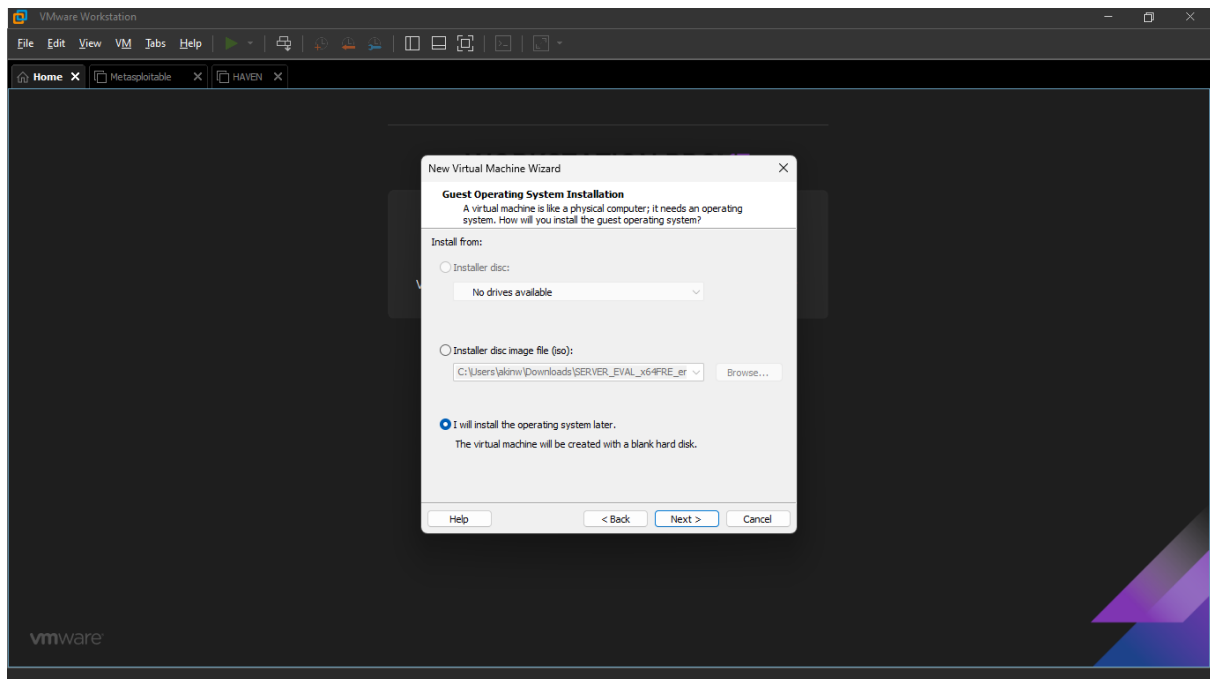 VMware Workstation
File Edit View VM Tabs Help
Home Metasploitable HAVEN
New Virtual Machine Wizard
Guest Operating System Installation
A virtual machine is like a physical computer; it needs an operating
system. How will you install the guest operating system?
Install from:
Installer disc:
No drives available
Installer disc image file (iso):
C:\Users\akinw\Downloads\SERVER_EVAL_x64FRE_er Browse...
I will install the operating system later.
The virtual machine will be created with a blank hard disk.
Help < Back Next > Cancel
vmware